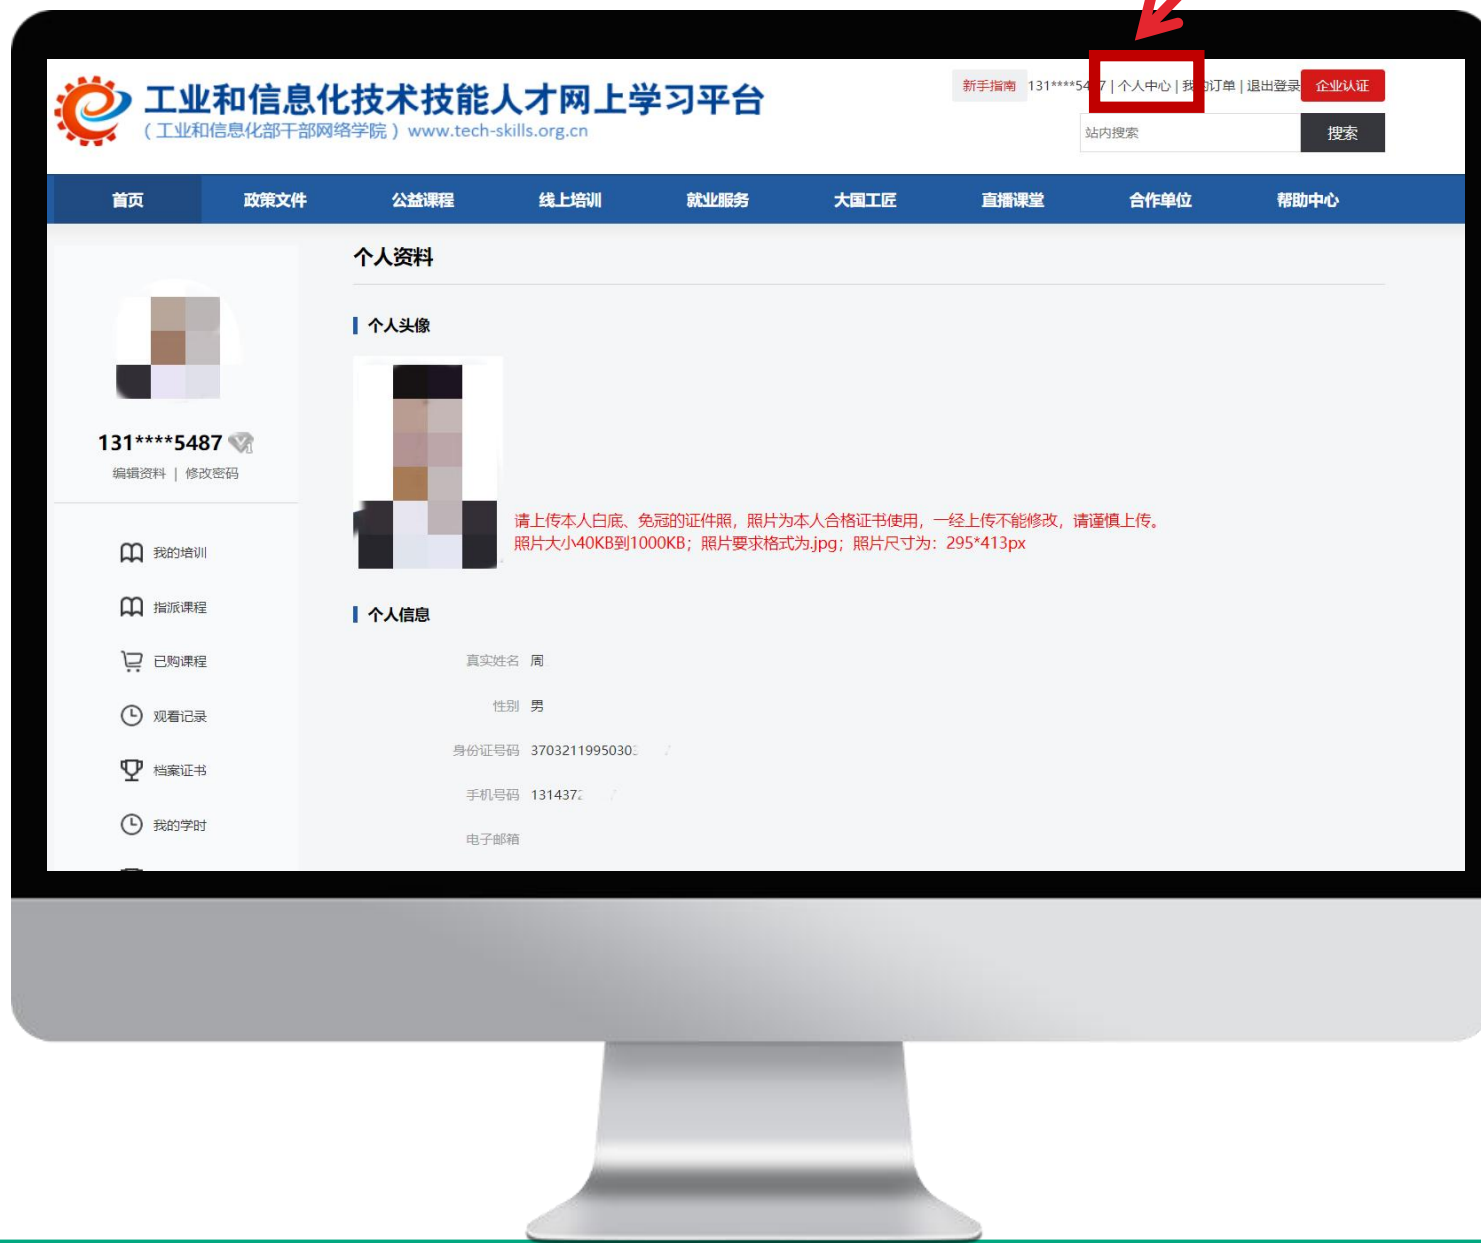 工业和信息化技术技能人才网上学习平台
（工业和信息化部干部网络学院）www.tech-skills.org.cn
新手指南 131****5487 | 个人中心 | 我的订单 | 退出登录 企业认证
站内搜索 搜索
首页 政策文件 公益课程 线上培训 就业服务 大国工匠 直播课堂 合作单位 帮助中心
个人资料
个人头像
131****5487
编辑资料 | 修改密码
请上传本人白底、免冠的证件照，照片为本人合格证书使用，一经上传不能修改，请谨慎上传。
照片大小40KB到1000KB；照片要求格式为.jpg；照片尺寸为：295*413px
我的培训
指派课程
已购课程
观看记录
档案证书
我的学时
个人信息
真实姓名 周
性别 男
身份证号码 3703211995030
手机号码 131437
电子邮箱